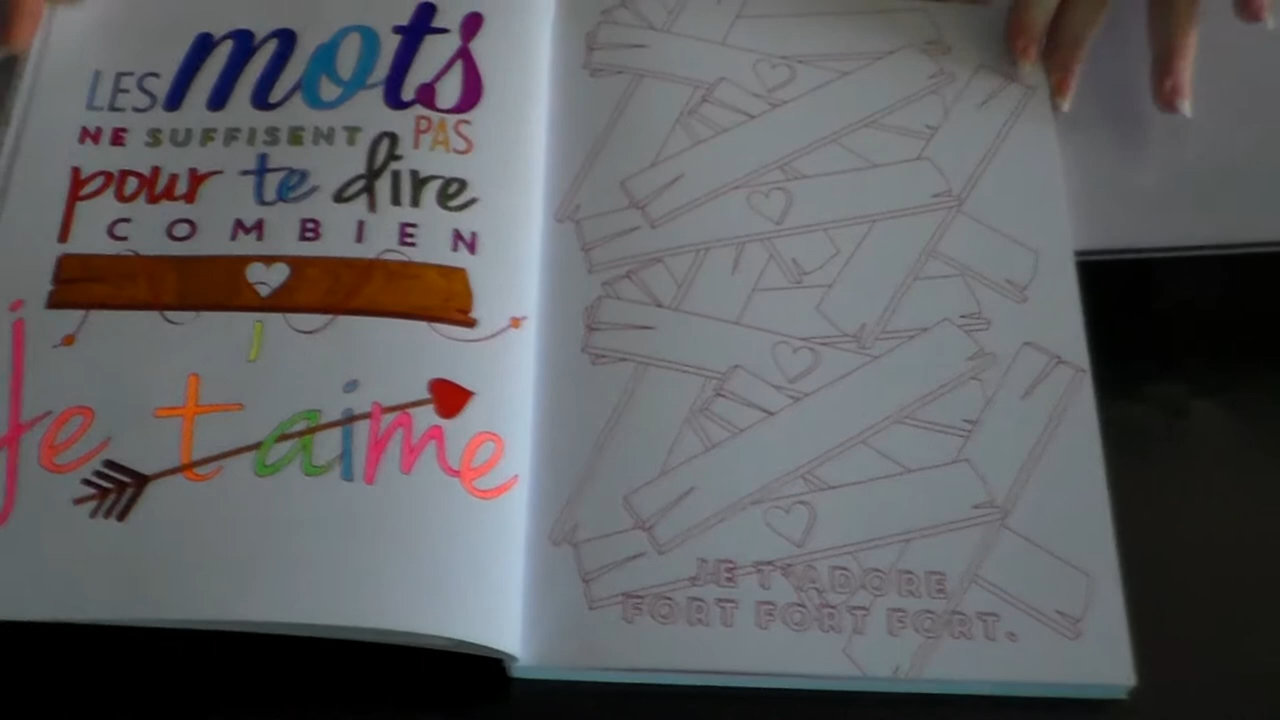 LES mots
NE SUFFISENT PAS
pour te dire
COMBIEN
je t'aime
JE T'ADORE
FORT FORT FORT.